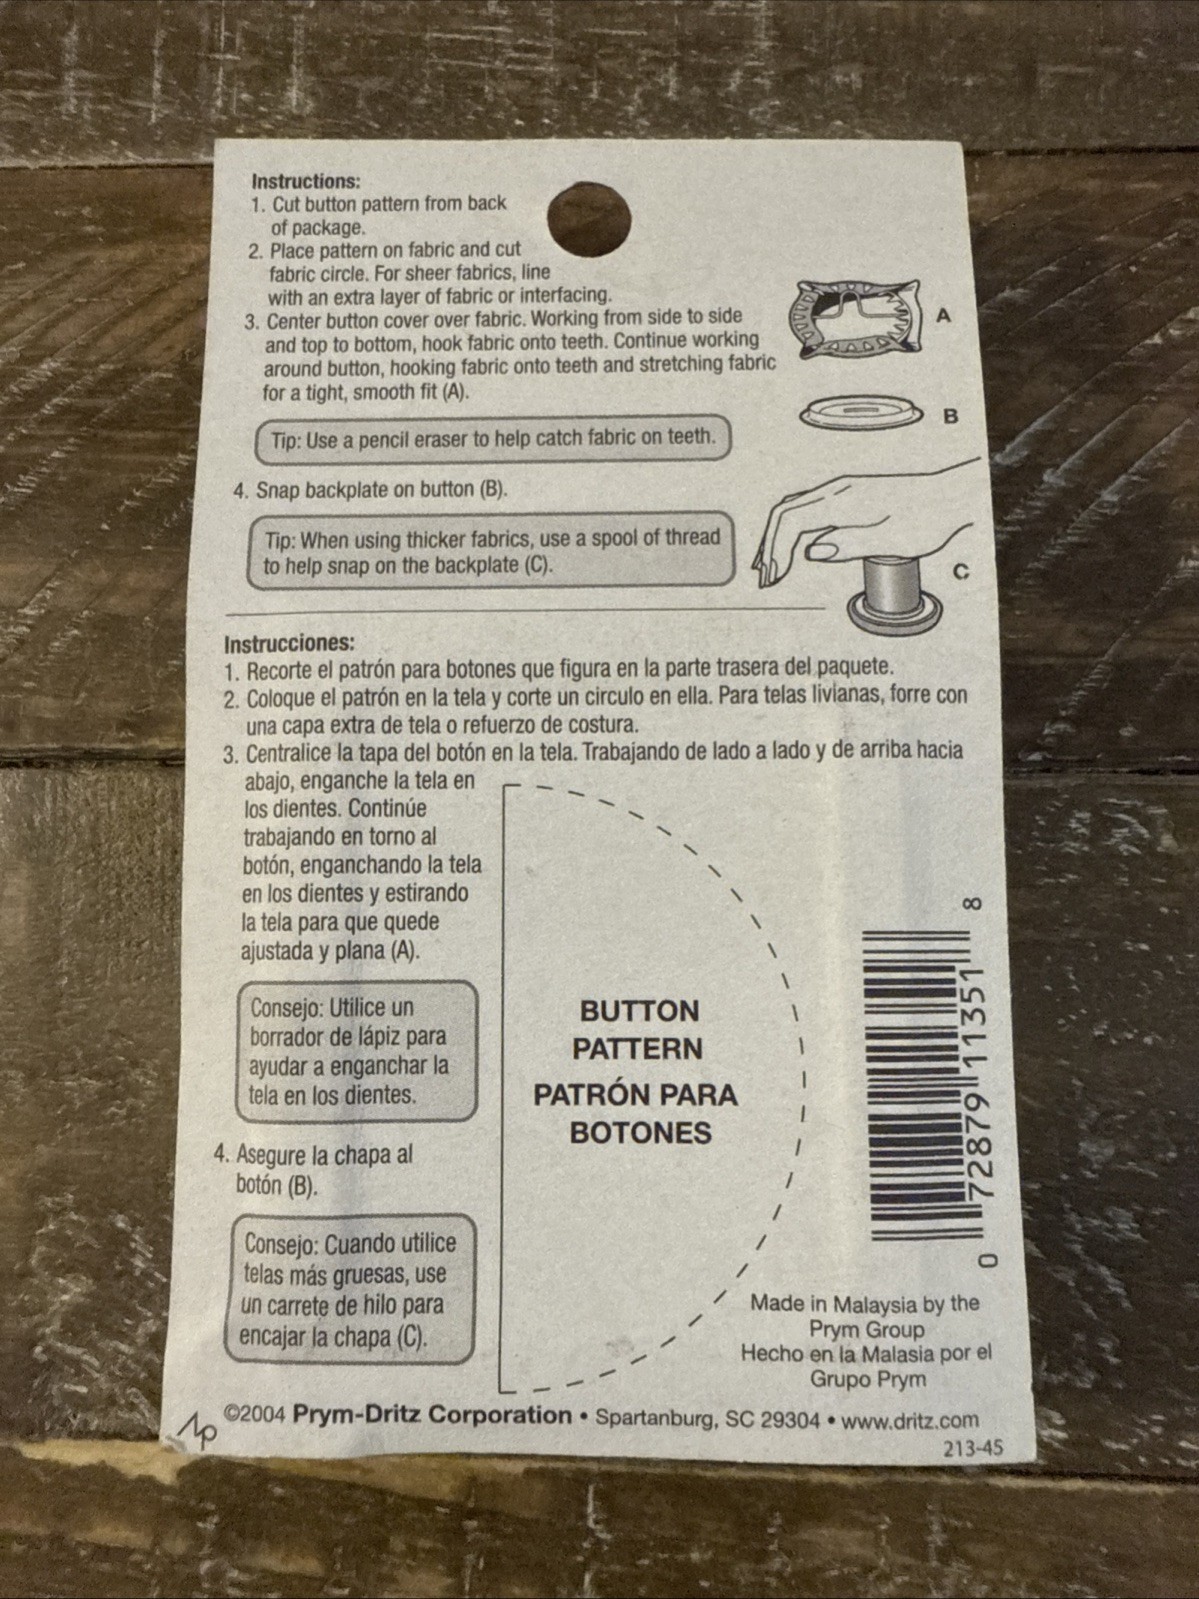 Instructions:
1. Cut button pattern from back
of package.
2. Place pattern on fabric and cut
fabric circle. For sheer fabrics, line
with an extra layer of fabric or interfacing.
3. Center button cover over fabric. Working from side to side
and top to bottom, hook fabric onto teeth. Continue working
around button, hooking fabric onto teeth and stretching fabric
for a tight, smooth fit (A).
A
B
Tip: Use a pencil eraser to help catch fabric on teeth.
4. Snap backplate on button (B).
Tip: When using thicker fabrics, use a spool of thread
to help snap on the backplate (C).
C
Instrucciones:
1. Recorte el patrón para botones que figura en la parte trasera del paquete.
2. Coloque el patrón en la tela y corte un circulo en ella. Para telas livianas, forre con
una capa extra de tela o refuerzo de costura.
3. Centralice la tapa del botón en la tela. Trabajando de lado a lado y de arriba hacia
abajo, enganche la tela en
los dientes. Continúe
trabajando en torno al
botón, enganchando la tela
en los dientes y estirando
la tela para que quede
ajustada y plana (A).
Consejo: Utilice un
borrador de lápiz para
ayudar a enganchar la
tela en los dientes.
4. Asegure la chapa al
botón (B).
Consejo: Cuando utilice
telas más gruesas, use
un carrete de hilo para
encajar la chapa (C).
BUTTON
PATTERN
PATRÓN PARA
BOTONES
0 72879 11351 8
Made in Malaysia by the
Prym Group
Hecho en la Malasia por el
Grupo Prym
©2004 Prym-Dritz Corporation • Spartanburg, SC 29304 • www.dritz.com
213-45